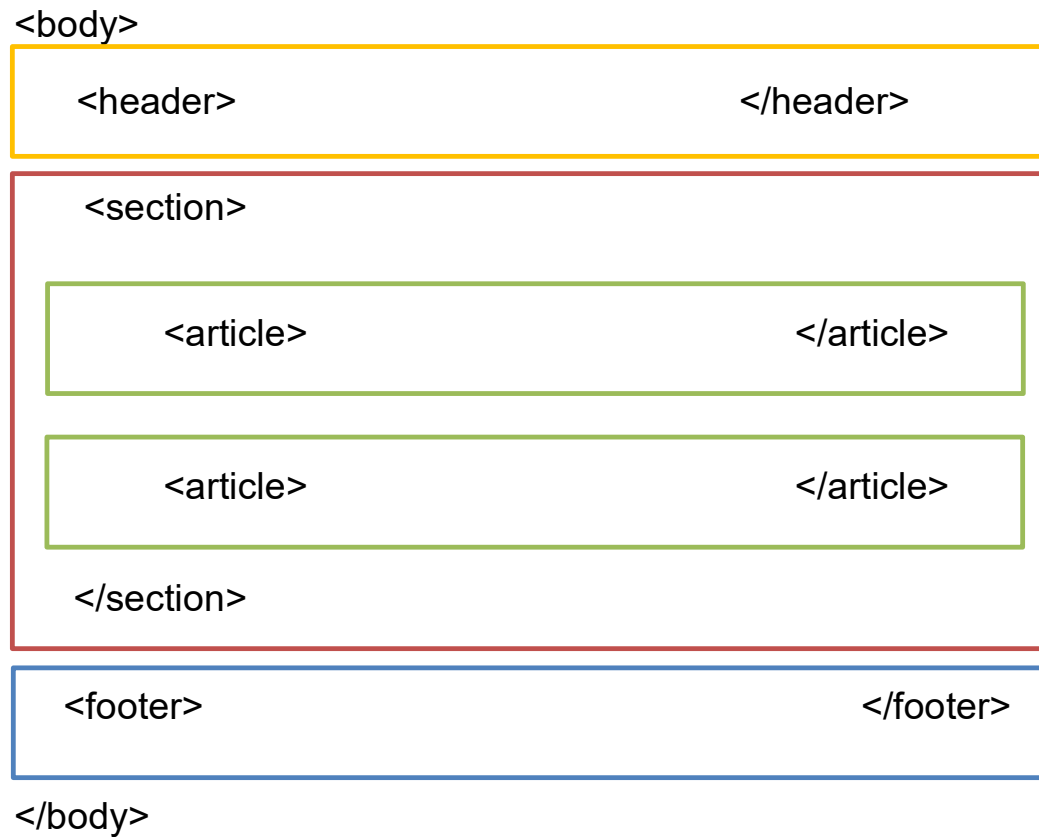 <body>
<header> </header>
<section>
<article> </article>
<article> </article>
</section>
<footer> </footer>
</body>